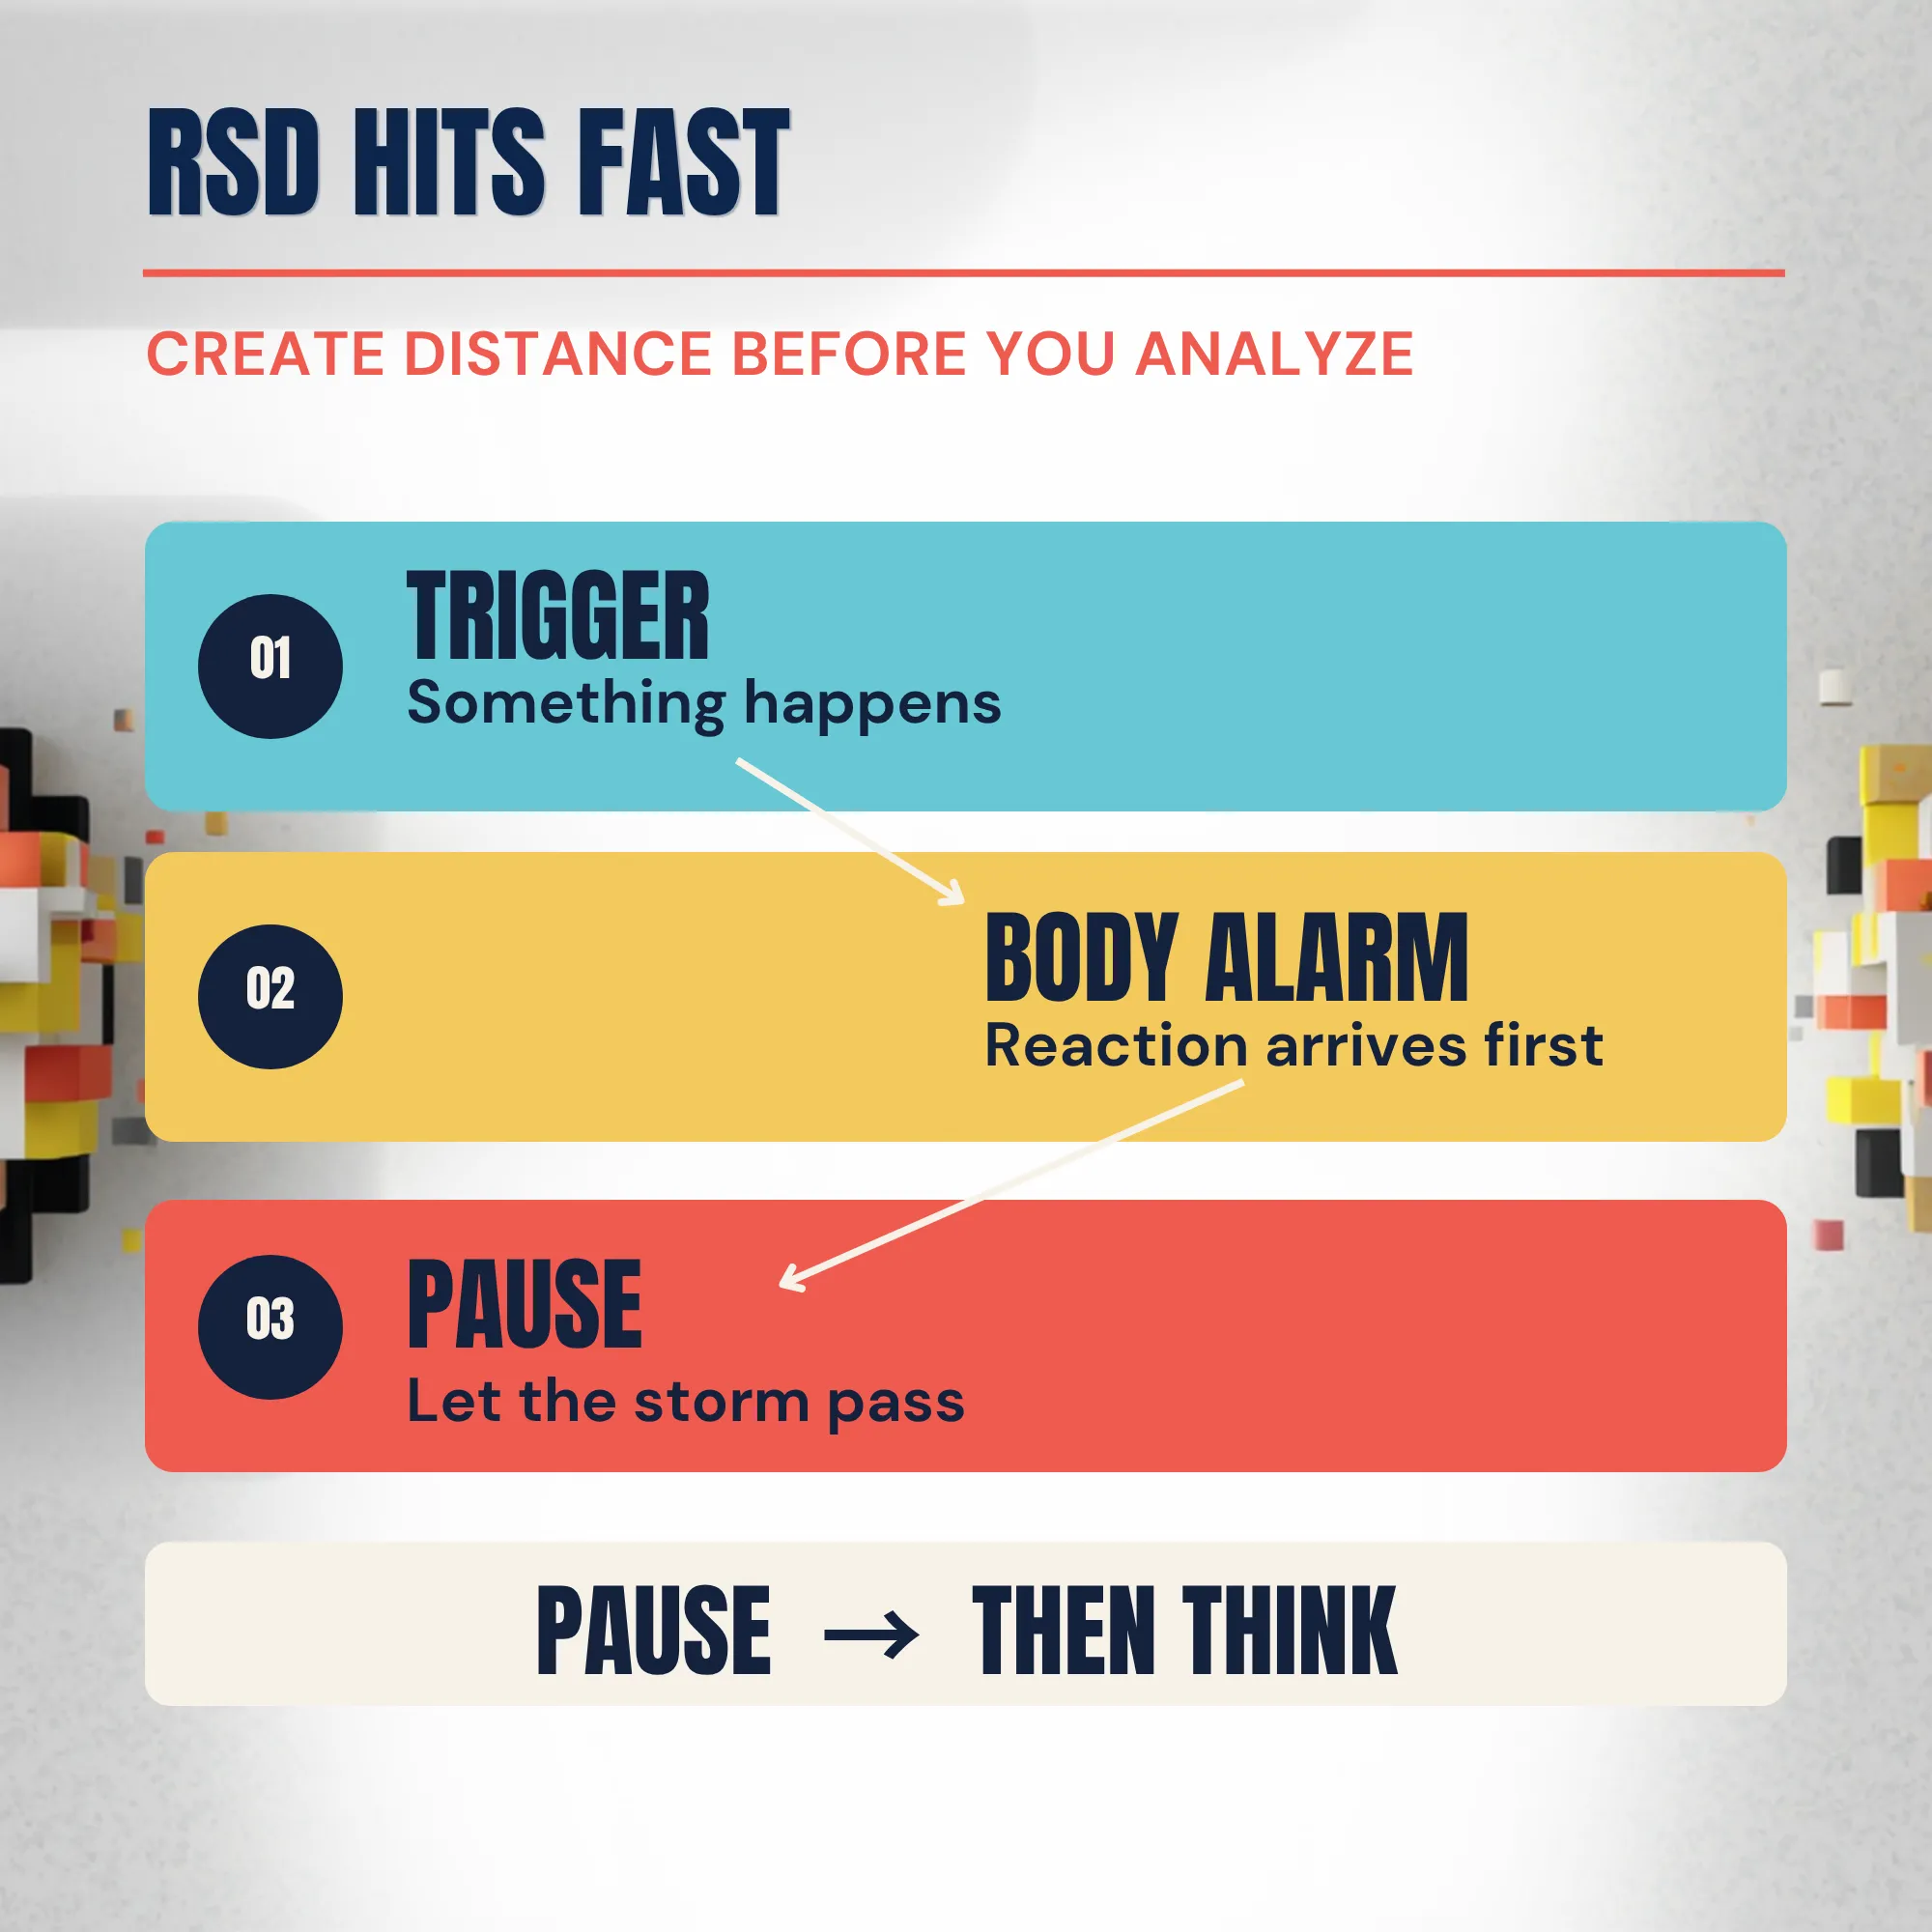 RSD HITS FAST
CREATE DISTANCE BEFORE YOU ANALYZE
01
TRIGGER
Something happens
02
BODY ALARM
Reaction arrives first
03
PAUSE
Let the storm pass
PAUSE → THEN THINK